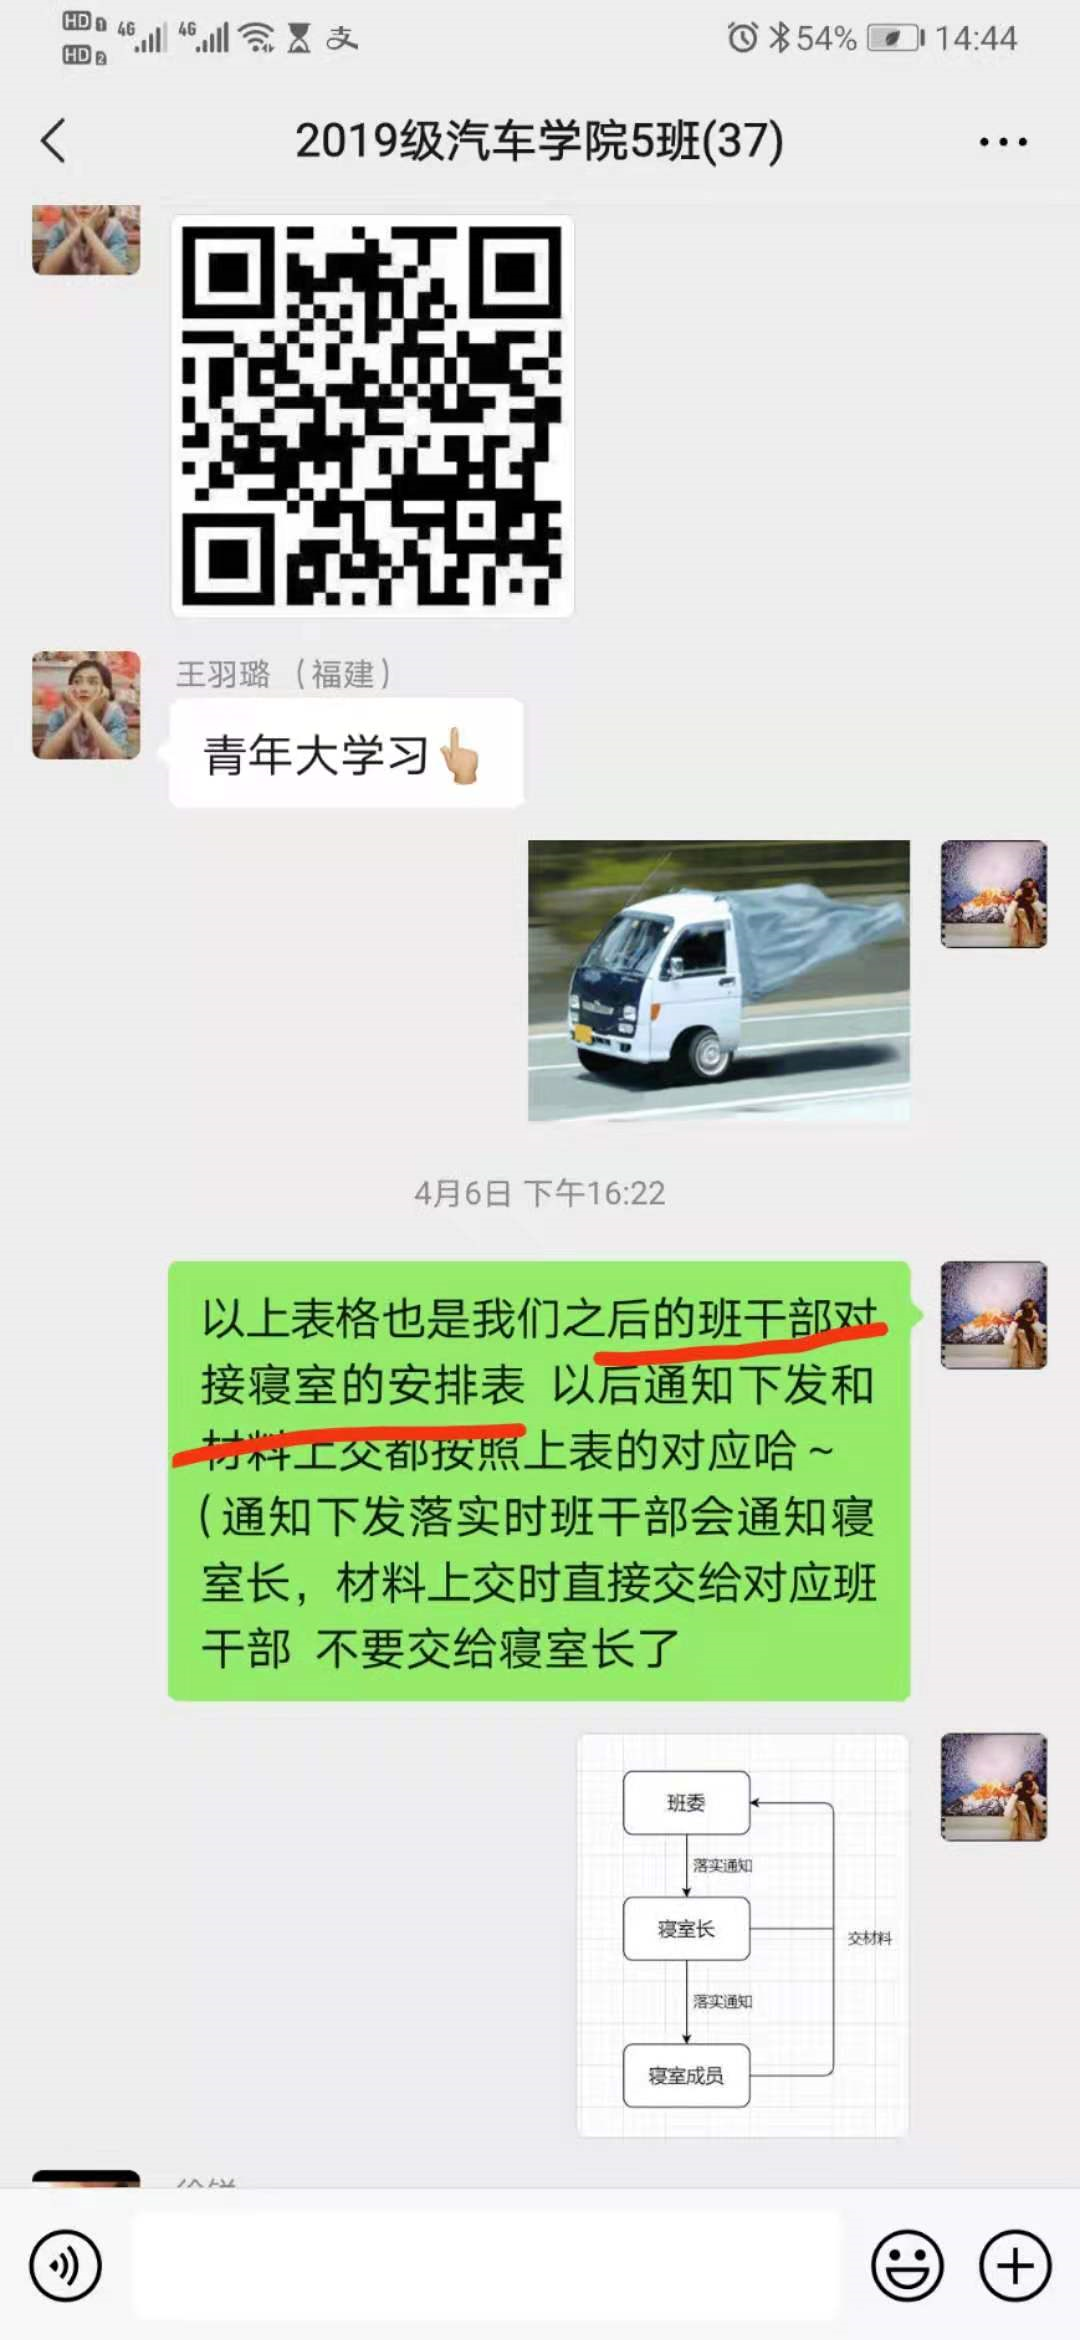 HD 1 4G 4G 支 54% 14:44
HD 2
2019级汽车学院5班(37)
王羽璐 （福建）
青年大学习👆🏼
4月6日 下午16:22
以上表格也是我们之后的班干部对
接寝室的安排表 以后通知下发和
材料上交都按照上表的对应哈～
（通知下发落实时班干部会通知寝
室长，材料上交时直接交给对应班
干部 不要交给寝室长了
班委
落实通知
寝室长
交材料
落实通知
寝室成员